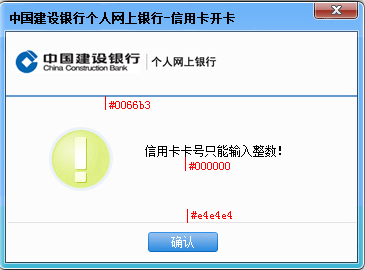 中国建设银行个人网上银行-信用卡开卡
中国建设银行 个人网上银行
China Construction Bank
#0066b3
信用卡卡号只能输入整数！
#000000
#e4e4e4
确认